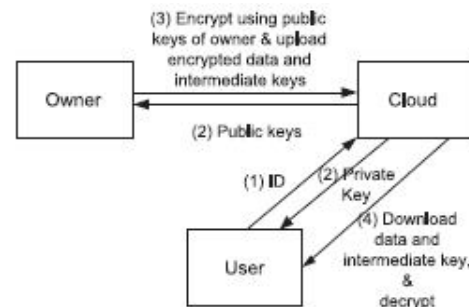 (3) Encrypt using public
keys of owner & upload
encrypted data and
intermediate keys
Owner
Cloud
(2) Public keys
(1) ID
(2) Private
Key
(4) Download
data and
intermediate key,
&
decrypt
User